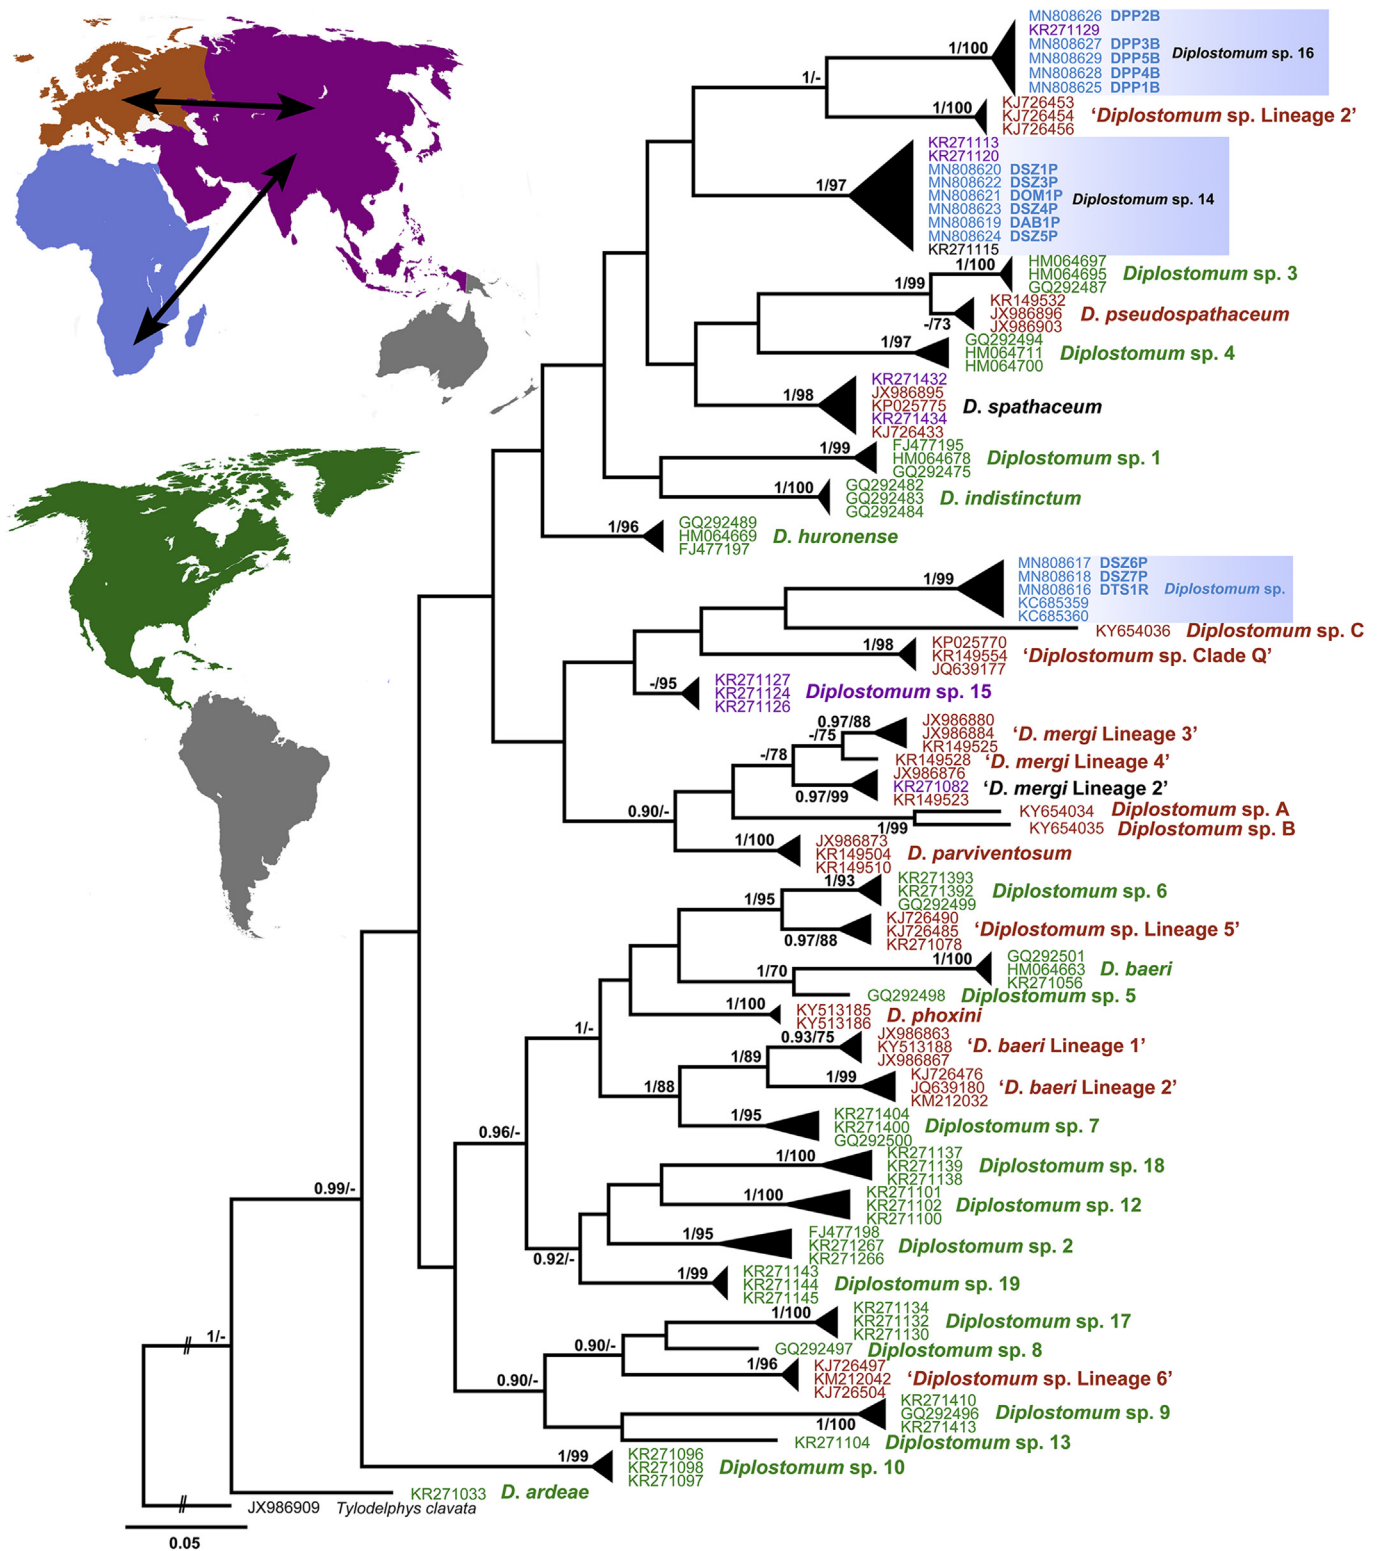 MN808626 DPP2B
KR271129
MN808627 DPP3B
MN808629 DPP5B
MN808628 DPP4B
MN808625 DPP1B
Diplostomum sp. 16
1/100
1/-
1/100
KJ726453
KJ726454
KJ726456
‘Diplostomum sp. Lineage 2’
KR271113
KR271120
MN808620 DSZ1P
MN808622 DSZ3P
MN808621 DOM1P
MN808623 DSZ4P
MN808619 DAB1P
MN808624 DSZ5P
KR271115
Diplostomum sp. 14
1/97
HM064697
HM064695
GQ292487
Diplostomum sp. 3
1/100
1/99
KR149532
JX986896
JX986903
D. pseudospathaceum
-/73
GQ292494
HM064711
HM064700
Diplostomum sp. 4
1/97
KR271432
JX986895
KP025775
KR271434
KJ726433
D. spathaceum
1/98
FJ477195
HM064678
GQ292475
Diplostomum sp. 1
1/99
GQ292482
GQ292483
GQ292484
D. indistinctum
1/100
GQ292489
HM064669
FJ477197
D. huronense
1/96
MN808617 DSZ6P
MN808618 DSZ7P
MN808616 DTS1R
KC685359
KC685360
Diplostomum sp.
1/99
KY654036 Diplostomum sp. C
KP025770
KR149554
JQ639177
‘Diplostomum sp. Clade Q’
1/98
KR271127
KR271124
KR271126
Diplostomum sp. 15
-/95
JX986880
JX986884
KR149525
‘D. mergi Lineage 3’
0.97/88
-/75
KR149528 ‘D. mergi Lineage 4’
-/78
JX986876
KR271082
KR149523
‘D. mergi Lineage 2’
0.97/99
KY654034 Diplostomum sp. A
KY654035 Diplostomum sp. B
1/99
0.90/-
JX986873
KR149504
KR149510
D. parviventosum
1/100
KR271393
KR271392
GQ292499
Diplostomum sp. 6
1/93
1/95
KJ726490
KJ726485
KR271078
‘Diplostomum sp. Lineage 5’
0.97/88
GQ292501
HM064663
KR271056
D. baeri
1/100
1/70
GQ292498 Diplostomum sp. 5
KY513185
KY513186
D. phoxini
1/100
1/-
JX986863
KY513188
JX986867
‘D. baeri Lineage 1’
0.93/75
1/89
KJ726476
JQ639180
KM212032
‘D. baeri Lineage 2’
1/99
1/88
KR271404
KR271400
GQ292500
Diplostomum sp. 7
1/95
0.96/-
KR271137
KR271139
KR271138
Diplostomum sp. 18
1/100
KR271101
KR271102
KR271100
Diplostomum sp. 12
1/100
FJ477198
KR271267
KR271266
Diplostomum sp. 2
1/95
0.92/-
KR271143
KR271144
KR271145
Diplostomum sp. 19
1/99
0.99/-
KR271134
KR271132
KR271130
Diplostomum sp. 17
1/100
GQ292497 Diplostomum sp. 8
0.90/-
KJ726497
KM212042
KJ726504
‘Diplostomum sp. Lineage 6’
1/96
0.90/-
KR271410
GQ292496
KR271413
Diplostomum sp. 9
1/100
KR271104 Diplostomum sp. 13
1/-
KR271096
KR271098
KR271097
Diplostomum sp. 10
1/99
KR271033 D. ardeae
JX986909 Tylodelphys clavata
0.05